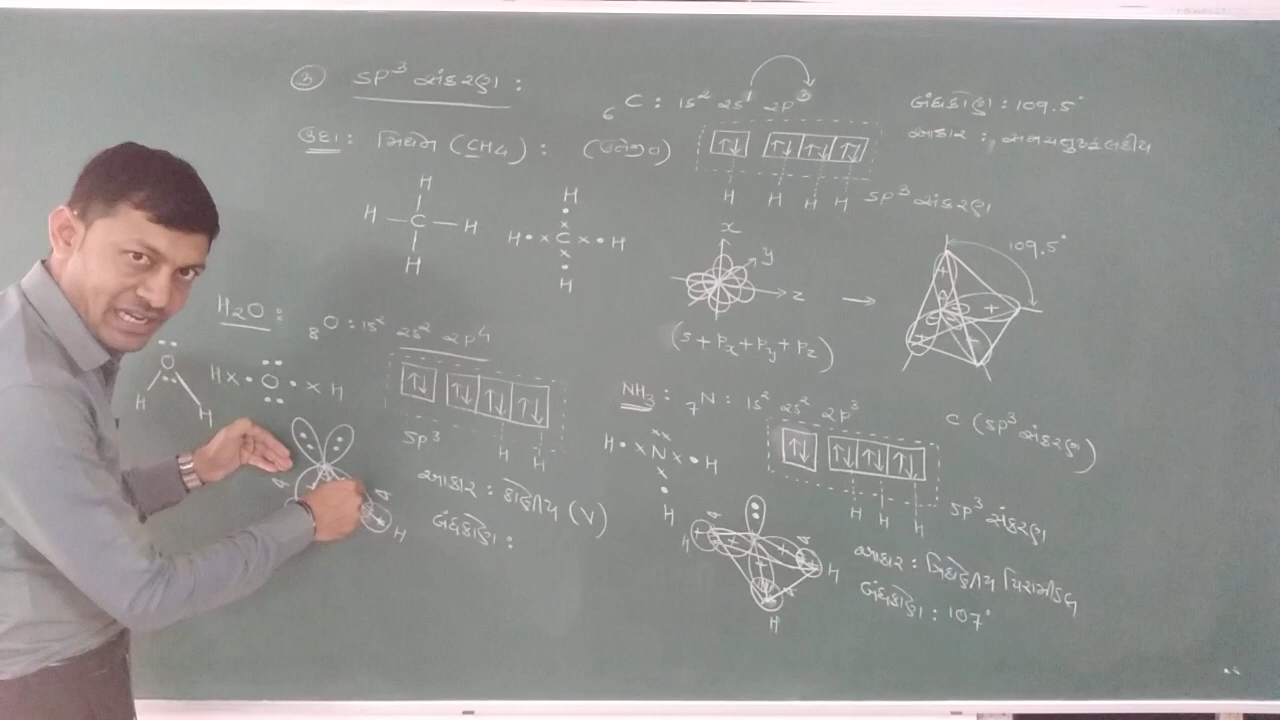 ③ sp³ સંકરણ :
₆C : 1s² 2s¹ 2p³
બંધકોણ : 109.5°
ઉદા : મિથેન (CH₄) : (ઉત્તેજીત)
↑↓ ↑↓ ↑↓ ↑↓
આકાર : સમચતુષ્ફલકીય
H H H H
sp³ સંકરણ
H
H — C — H
H
H
H • × C × • H
H
x
y
z
(s + Pₓ + Pᵧ + P_z)
109.5°
C (sp³ સંકરણ)
H₂O :
₈O : 1s² 2s² 2p⁴
O
H H
H × • O • × H
↑↓ ↑↓ ↑↓ ↑↓
sp³
H H
આકાર : કોણીય (V)
બંધકોણ :
σ σ
H
NH₃ : ₇N : 1s² 2s² 2p³
H • × N × • H
H
↑↓ ↑↓ ↑↓ ↑↓
H H H
sp³ સંકરણ
આકાર : ત્રિકોણીય પિરામીડલ
બંધકોણ : 107°
σ σ σ
H H
H